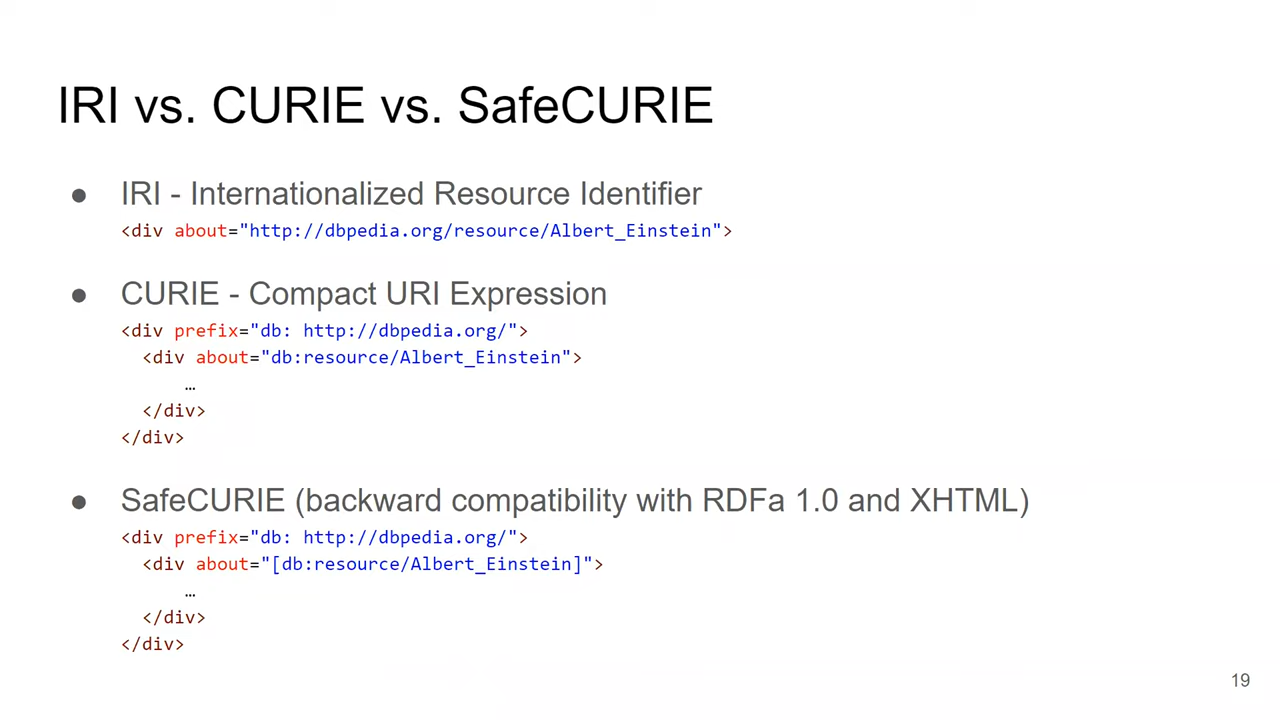 IRI vs. CURIE vs. SafeCURIE
● IRI - Internationalized Resource Identifier
<div about="http://dbpedia.org/resource/Albert_Einstein">
● CURIE - Compact URI Expression
<div prefix="db: http://dbpedia.org/">
<div about="db:resource/Albert_Einstein">
…
</div>
</div>
● SafeCURIE (backward compatibility with RDFa 1.0 and XHTML)
<div prefix="db: http://dbpedia.org/">
<div about="[db:resource/Albert_Einstein]">
…
</div>
</div>
19